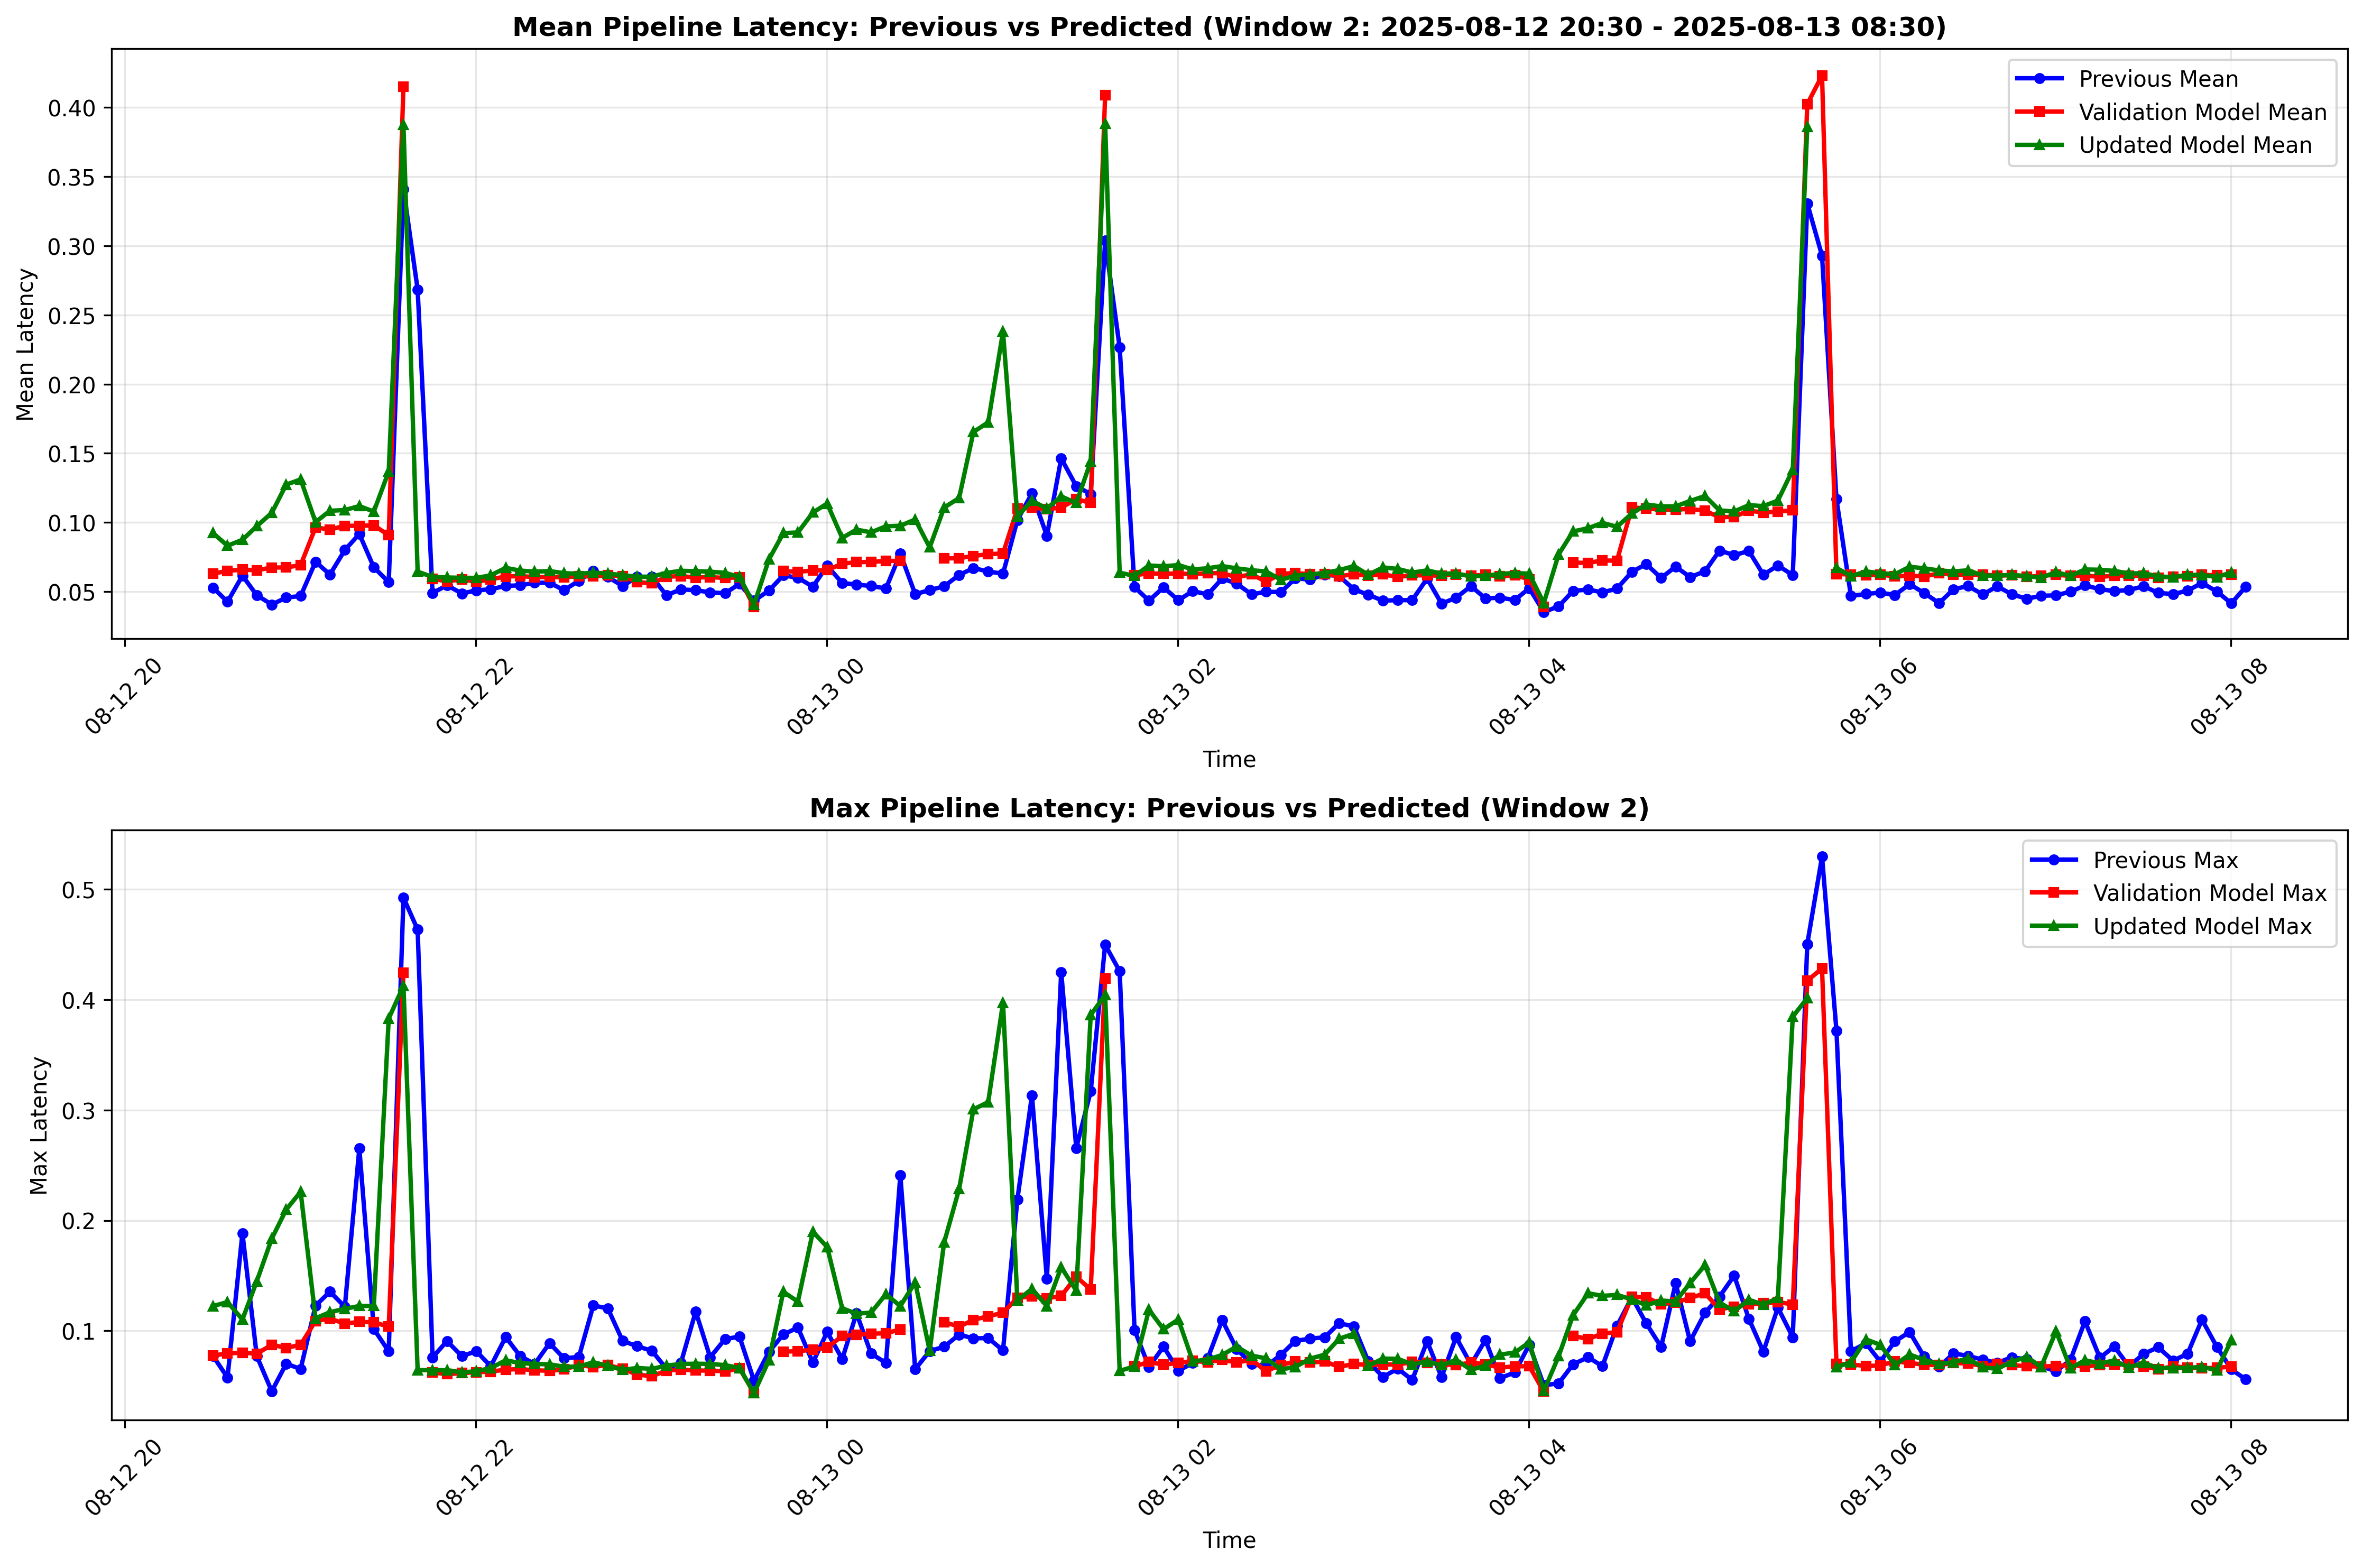 Mean Pipeline Latency: Previous vs Predicted (Window 2: 2025-08-12 20:30 - 2025-08-13 08:30)
Previous Mean
Validation Model Mean
Updated Model Mean
Mean Latency
0.40
0.35
0.30
0.25
0.20
0.15
0.10
0.05
08-12 20
08-12 22
08-13 00
08-13 02
08-13 04
08-13 06
08-13 08
Time
Max Pipeline Latency: Previous vs Predicted (Window 2)
Previous Max
Validation Model Max
Updated Model Max
Max Latency
0.5
0.4
0.3
0.2
0.1
08-12 20
08-12 22
08-13 00
08-13 02
08-13 04
08-13 06
08-13 08
Time